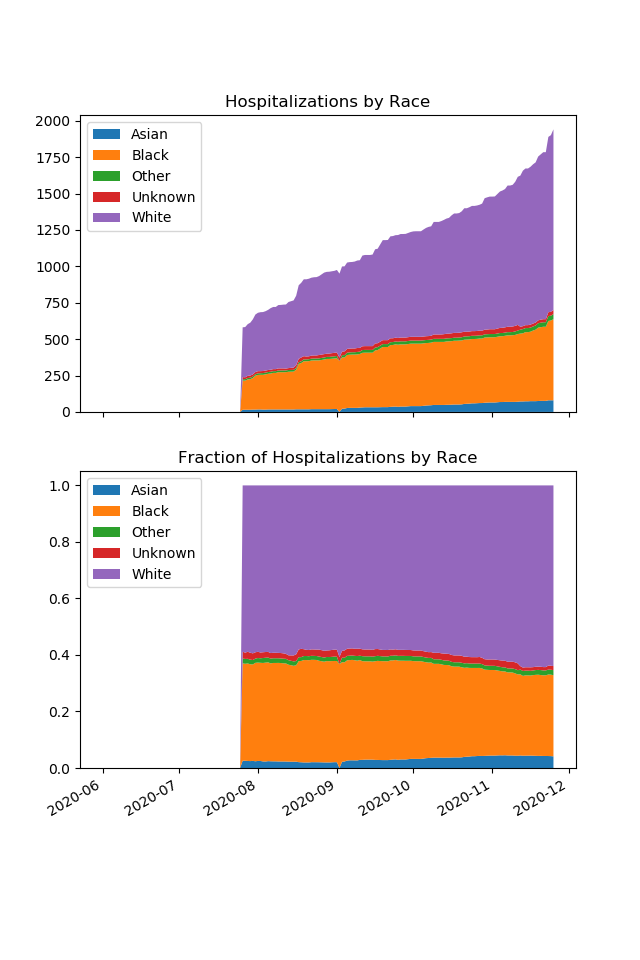 Hospitalizations by Race
2000
1750
1500
1250
1000
750
500
250
0
Asian
Black
Other
Unknown
White
Fraction of Hospitalizations by Race
1.0
0.8
0.6
0.4
0.2
0.0
Asian
Black
Other
Unknown
White
2020-06
2020-07
2020-08
2020-09
2020-10
2020-11
2020-12